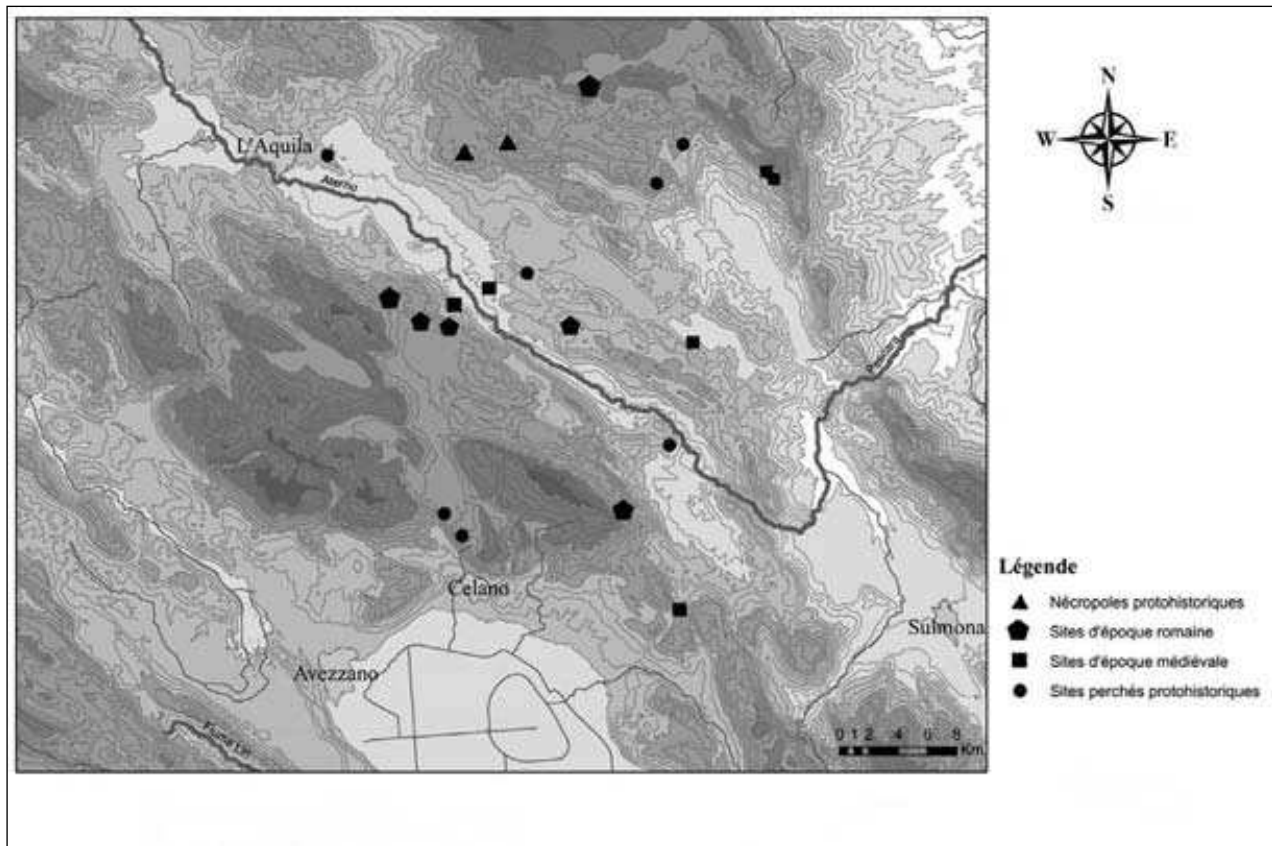 L'Aquila
Aterno
Celano
Avezzano
Sulmona
N
W E
S
Légende
Nècropoles protohistoriques
Sites d'époque romaine
Sites d'époque médiévale
Sites perchés protohistoriques
0 1 2 4 6 8
Km